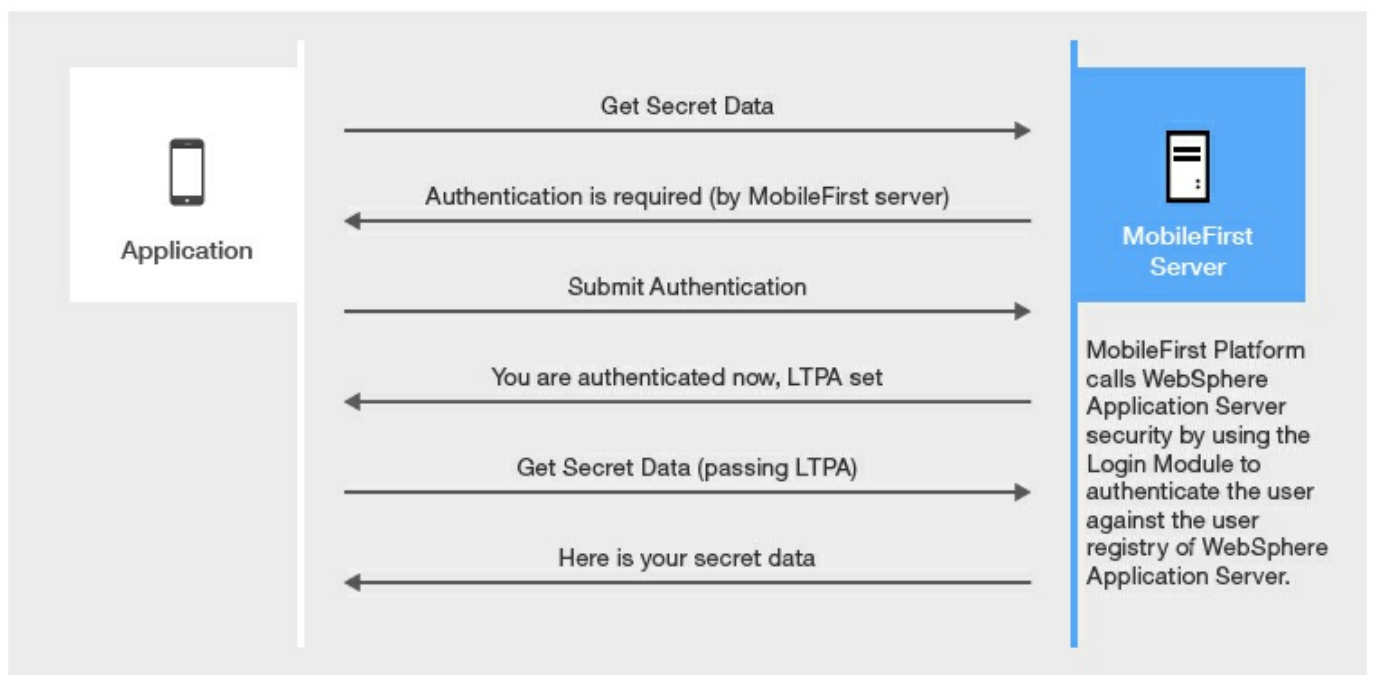 Get Secret Data
Authentication is required (by MobileFirst server)
Application
MobileFirst
Server
Submit Authentication
You are authenticated now, LTPA set
Get Secret Data (passing LTPA)
Here is your secret data
MobileFirst Platform
calls WebSphere
Application Server
security by using the
Login Module to
authenticate the user
against the user
registry of WebSphere
Application Server.